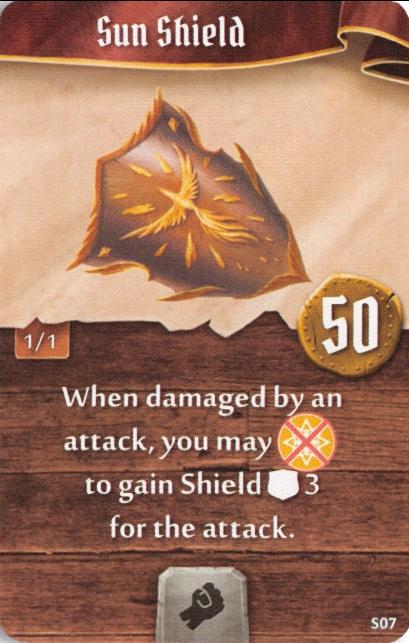 Sun Shield
50
1/1
When damaged by an
attack, you may
to gain Shield 3
for the attack.
S07